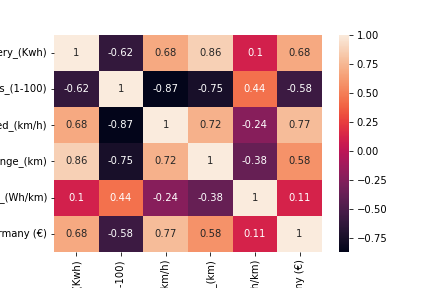 ery_(Kwh) 1 -0.62 0.68 0.86 0.1 0.68
s_(1-100) -0.62 1 -0.87 -0.75 0.44 -0.58
ed_(km/h) 0.68 -0.87 1 0.72 -0.24 0.77
nge_(km) 0.86 -0.75 0.72 1 -0.38 0.58
_(Wh/km) 0.1 0.44 -0.24 -0.38 1 0.11
rmany (€) 0.68 -0.58 0.77 0.58 0.11 1
(Kwh) -100) km/h) _(km) h/km) ny (€)
1.00
0.75
0.50
0.25
0.00
−0.25
−0.50
−0.75